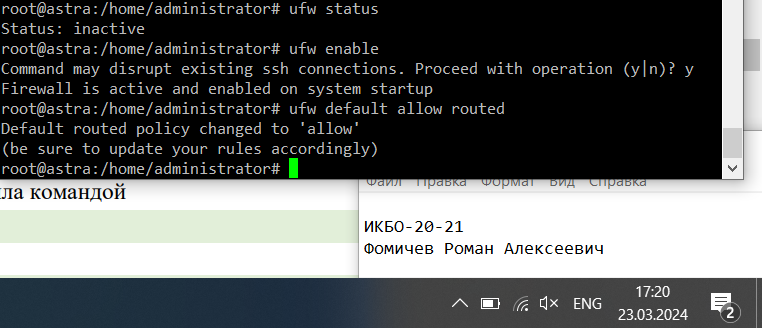 root@astra:/home/administrator# ufw status
Status: inactive
root@astra:/home/administrator# ufw enable
Command may disrupt existing ssh connections. Proceed with operation (y|n)? y
Firewall is active and enabled on system startup
root@astra:/home/administrator# ufw default allow routed
Default routed policy changed to 'allow'
(be sure to update your rules accordingly)
root@astra:/home/administrator#
ила командой
Файл Правка Формат Вид Справка
ИКБО-20-21
Фомичев Роман Алексеевич
ENG
17:20
23.03.2024
2